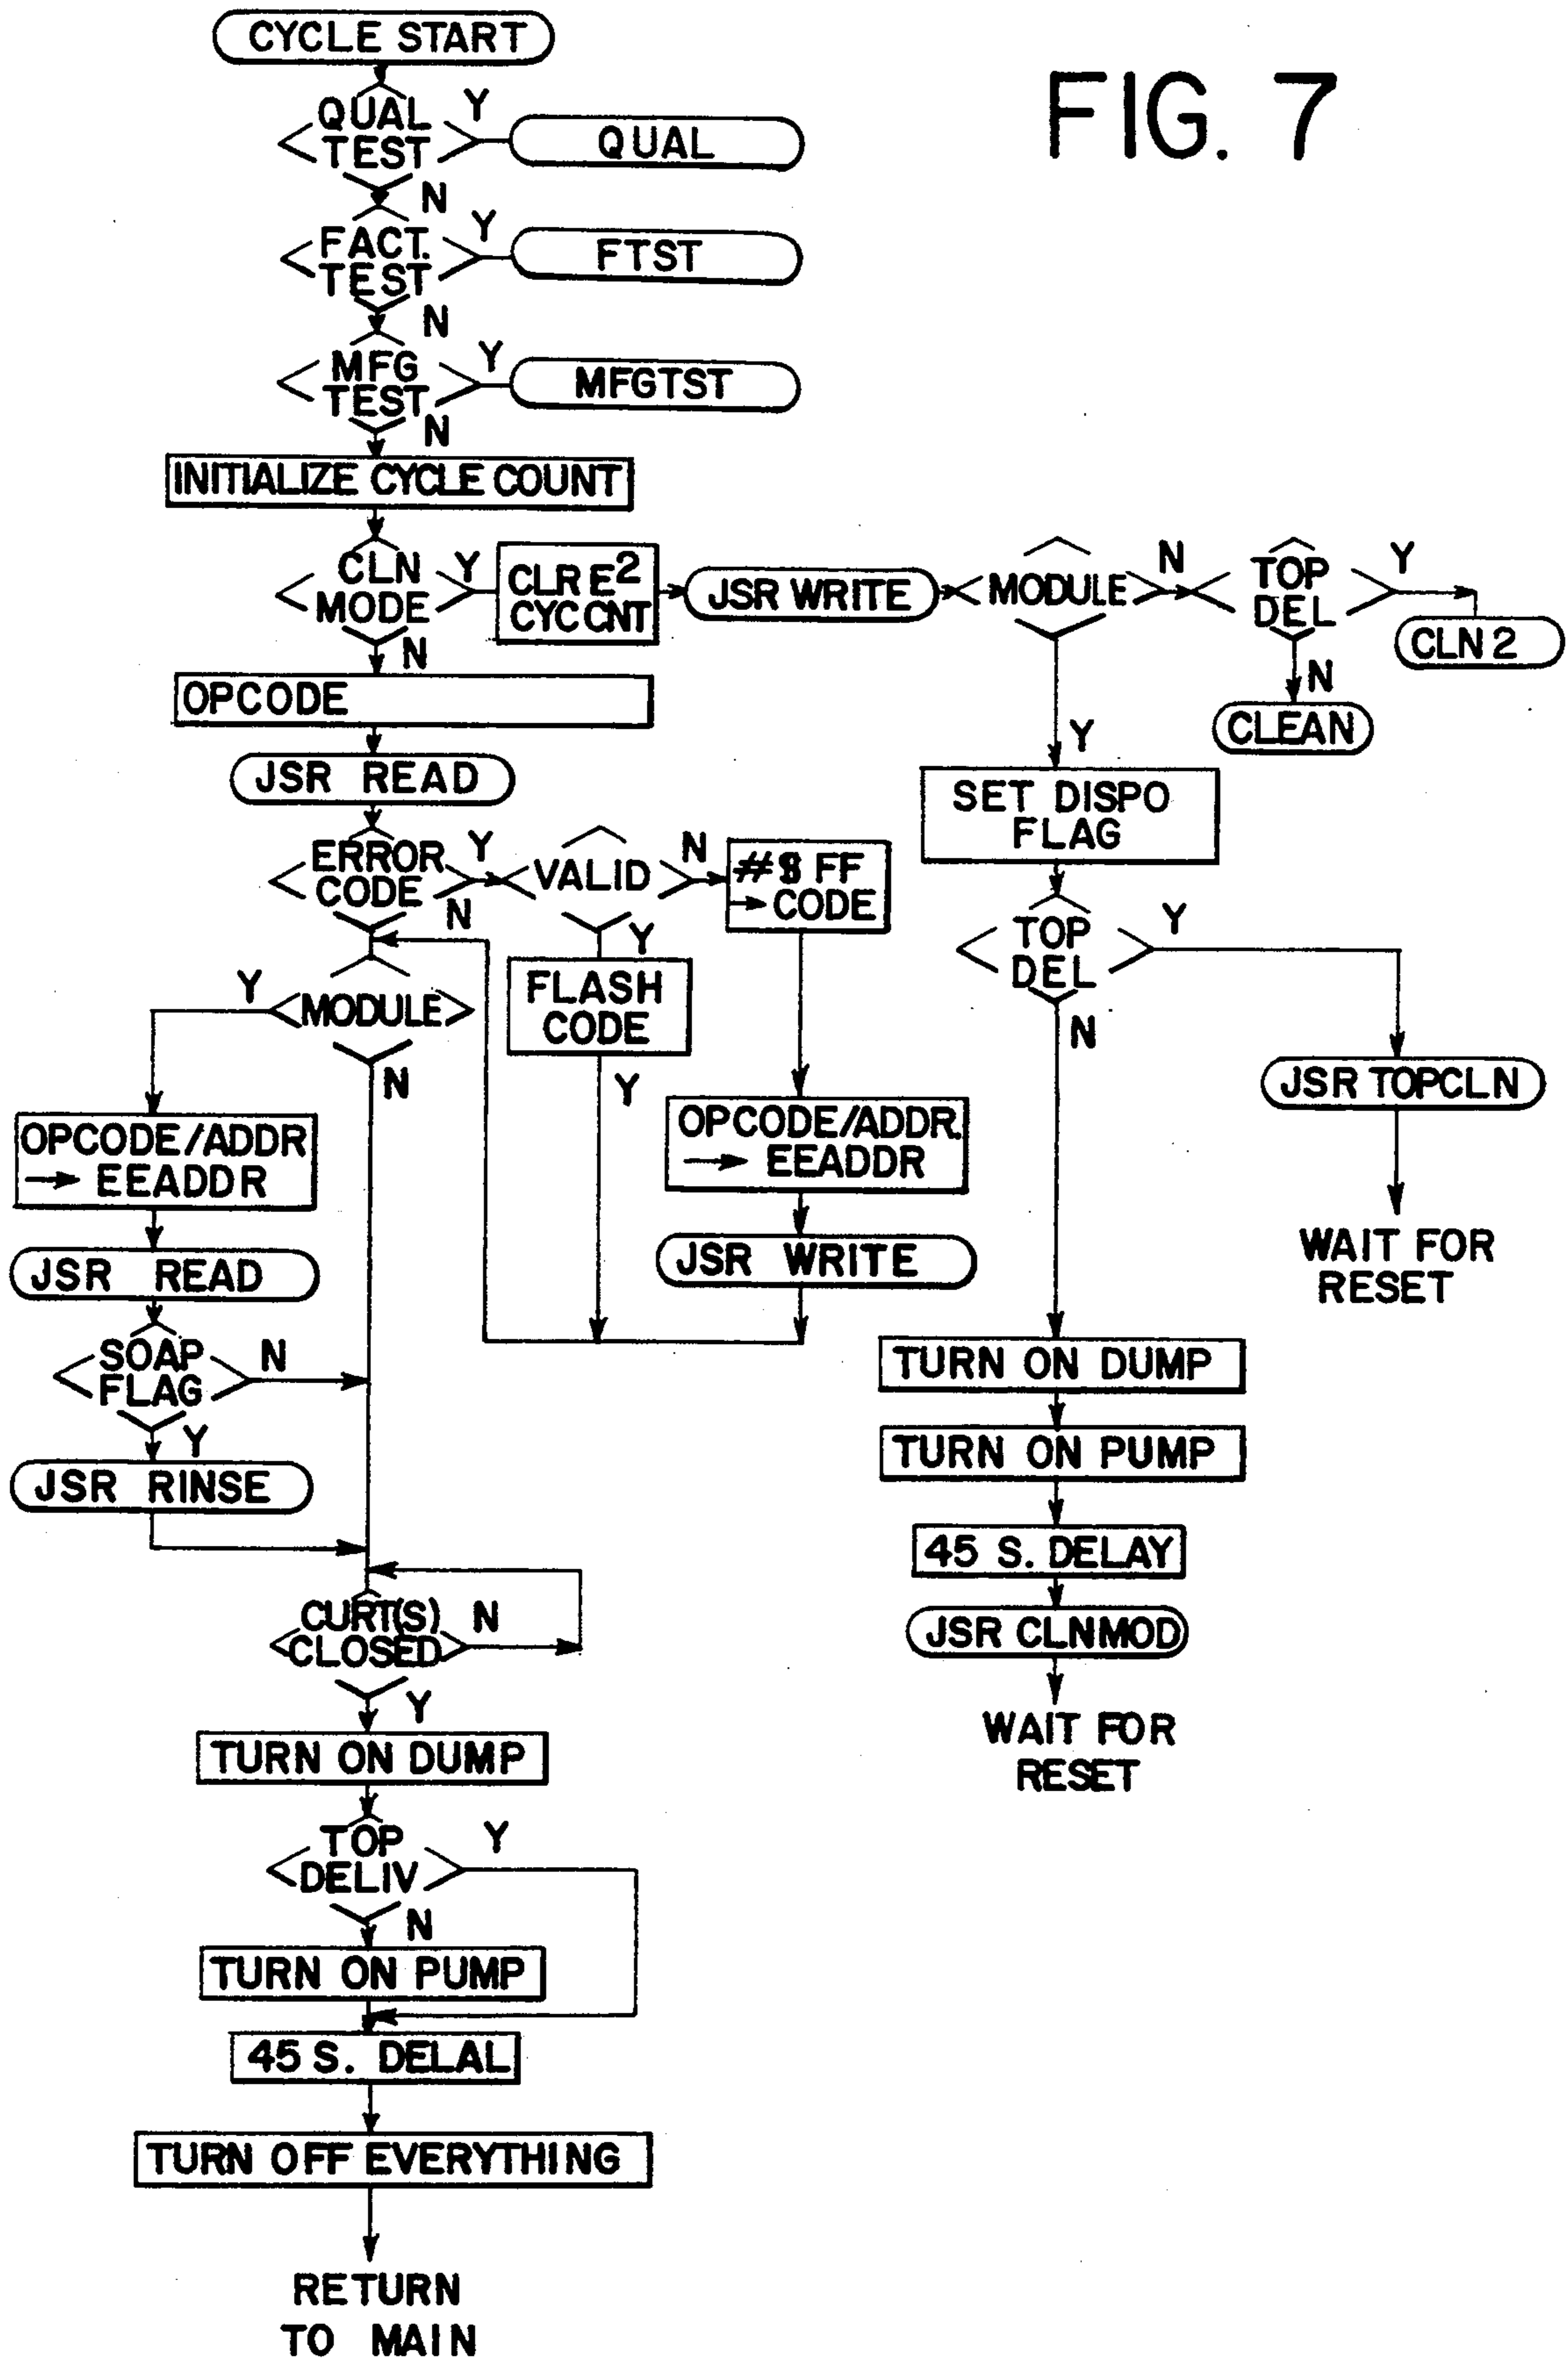 FIG. 7
CYCLE START
QUAL
TEST
Y
QUAL
N
FACT.
TEST
Y
FTST
N
MFG
TEST
Y
MFGTST
N
INITIALIZE CYCLE COUNT
CLN
MODE
Y
CLR E2
CYC CNT
JSR WRITE
MODULE
N
TOP
DEL
Y
CLN 2
N
CLEAN
N
OPCODE
JSR READ
Y
SET DISPO
FLAG
ERROR
CODE
Y
VALID
N
FF
→ CODE
N
Y
FLASH
CODE
Y
TOP
DEL
Y
N
MODULE
Y
N
OPCODE/ADDR
→ EEADDR
OPCODE/ADDR.
→ EEADDR
JSR TOPCLN
WAIT FOR
RESET
JSR READ
JSR WRITE
SOAP
FLAG
N
Y
JSR RINSE
TURN ON DUMP
TURN ON PUMP
45 S. DELAY
JSR CLNMOD
WAIT FOR
RESET
CURT(S)
CLOSED
N
Y
TURN ON DUMP
TOP
DELIV
Y
N
TURN ON PUMP
45 S. DELAL
TURN OFF EVERYTHING
RETURN
TO MAIN